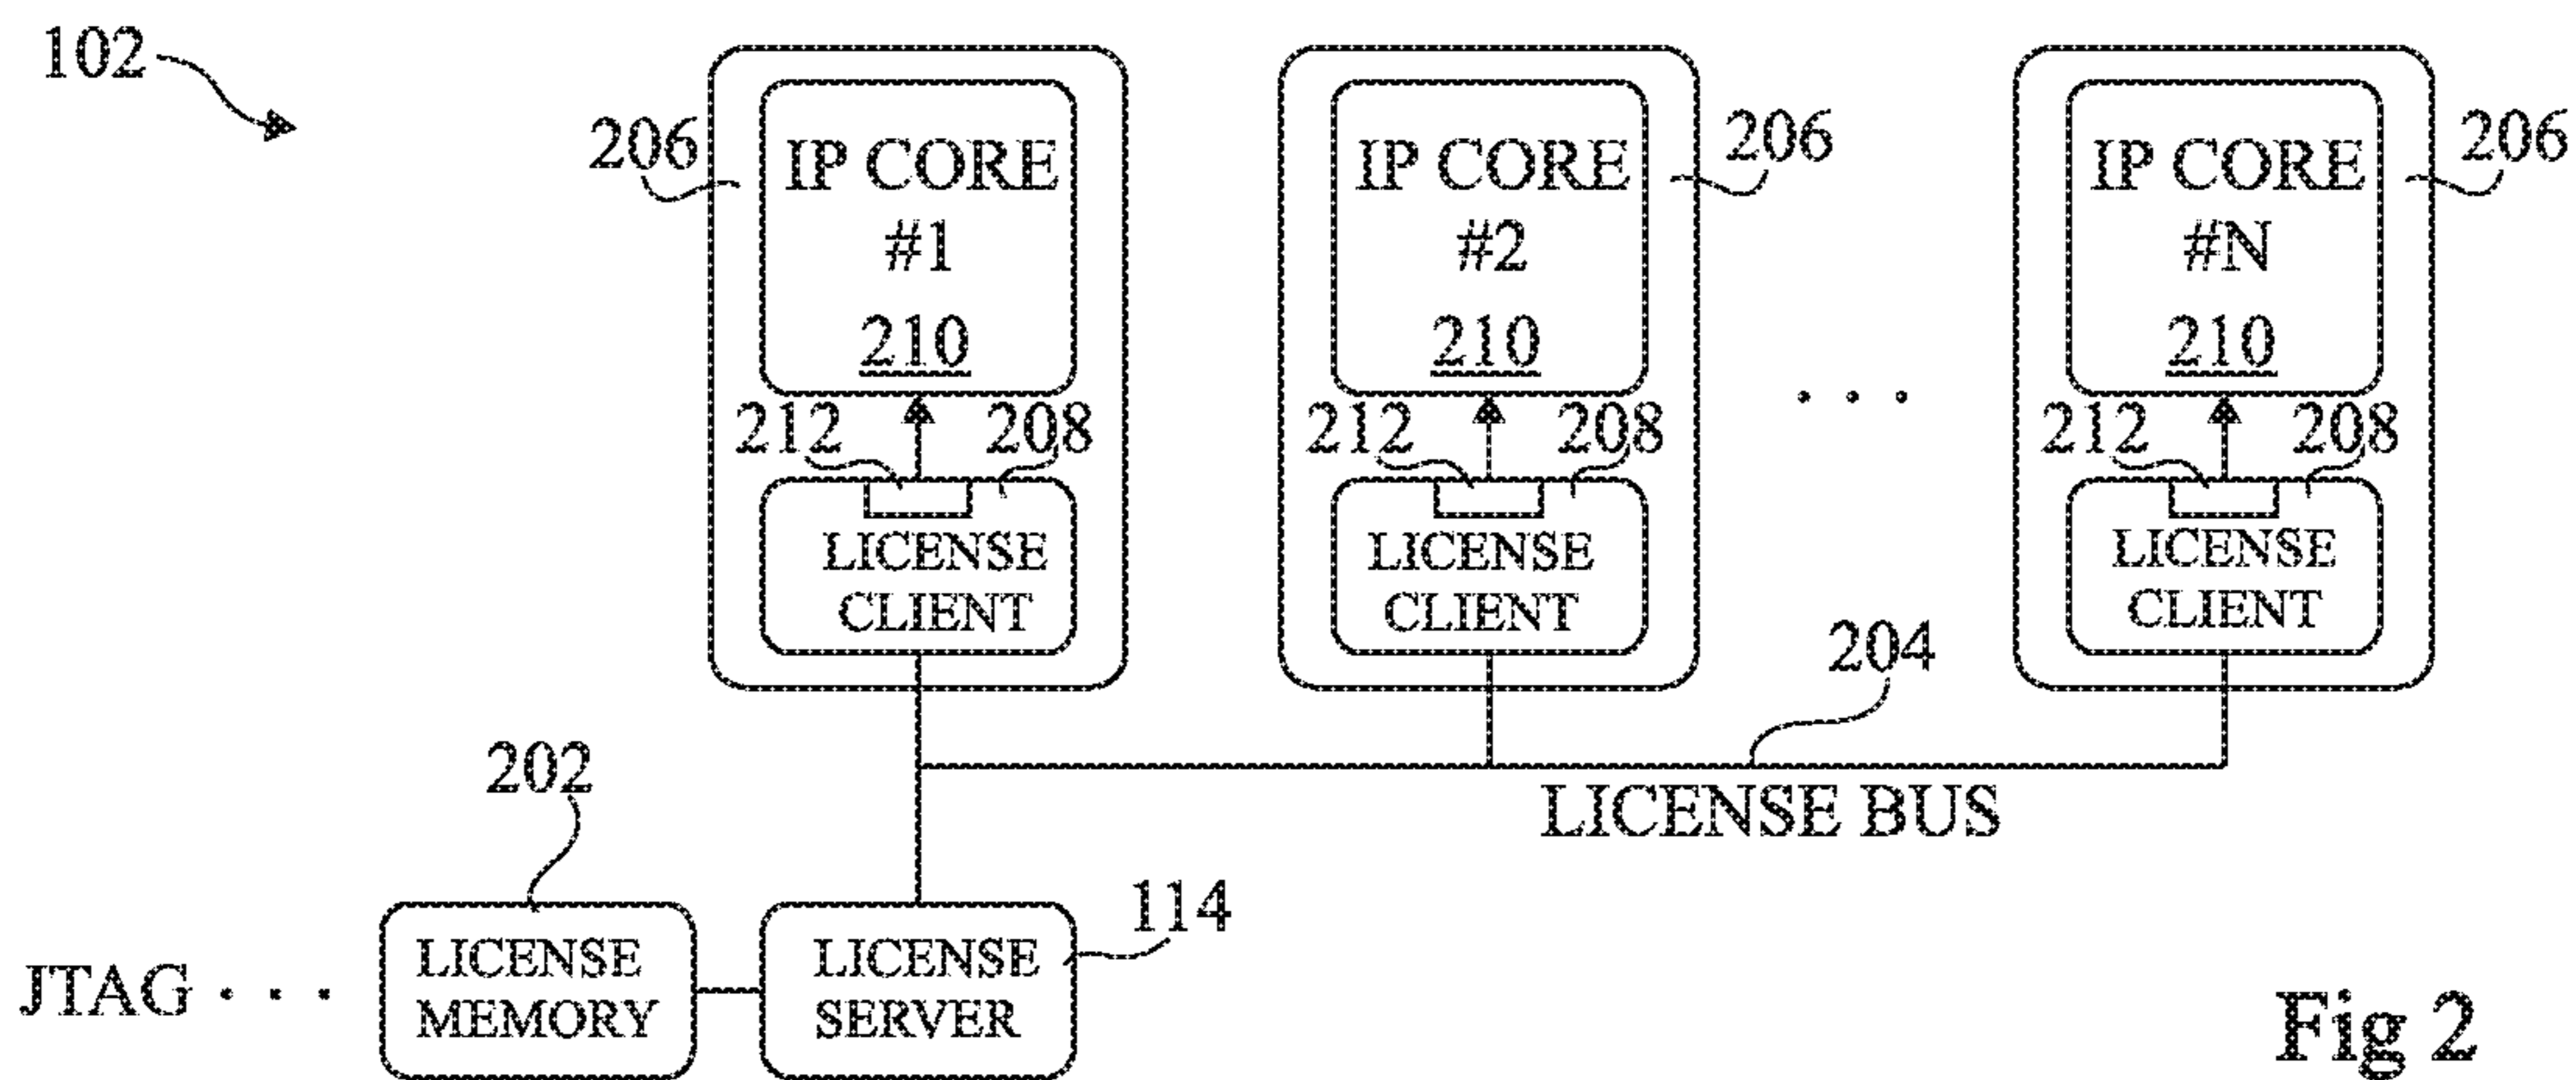 102
206
IP CORE
#1
210
212
208
LICENSE
CLIENT
206
IP CORE
#2
210
212
208
LICENSE
CLIENT
. . .
206
IP CORE
#N
210
212
208
LICENSE
CLIENT
204
LICENSE BUS
202
114
JTAG . . .
LICENSE
MEMORY
LICENSE
SERVER
Fig 2